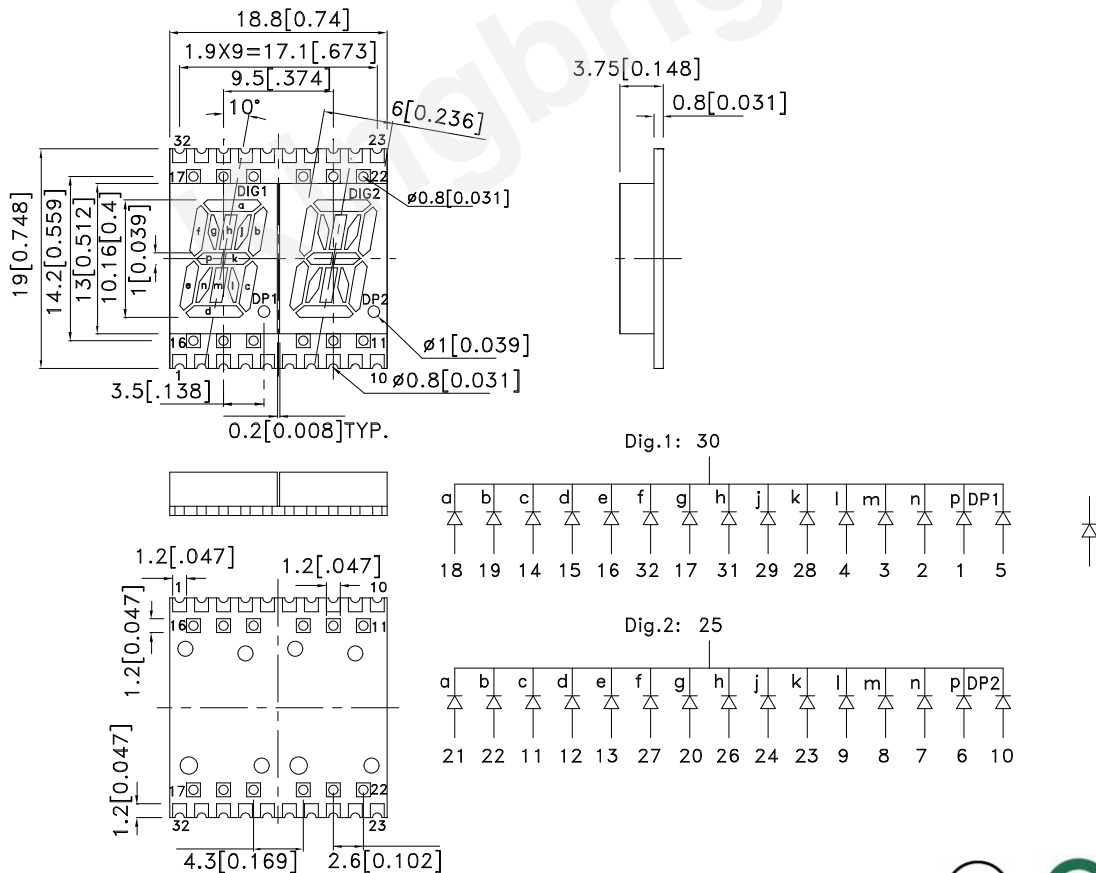 18.8[0.74]
1.9X9=17.1[.673]
9.5[.374]
10°
6[0.236]
3.75[0.148]
0.8[0.031]
Kingbright
32
23
17
22
ø0.8[0.031]
DIG1
DIG2
a
f g h j b
p k
e n m l c
d
l
DP1
DP2
16
11
1
10
19[0.748]
14.2[0.559]
13[0.512]
10.16[0.4]
1[0.039]
ø1[0.039]
ø0.8[0.031]
3.5[.138]
0.2[0.008]TYP.
Dig.1: 30
a b c d e f g h j k l m n p DP1
18 19 14 15 16 32 17 31 29 28 4 3 2 1 5
Dig.2: 25
a b c d e f g h j k l m n p DP2
21 22 11 12 13 27 20 26 24 23 9 8 7 6 10
1.2[.047]
1.2[.047]
1
10
16
11
1.2[0.047]
1.2[0.047]
17
22
32
23
4.3[0.169]
2.6[0.102]